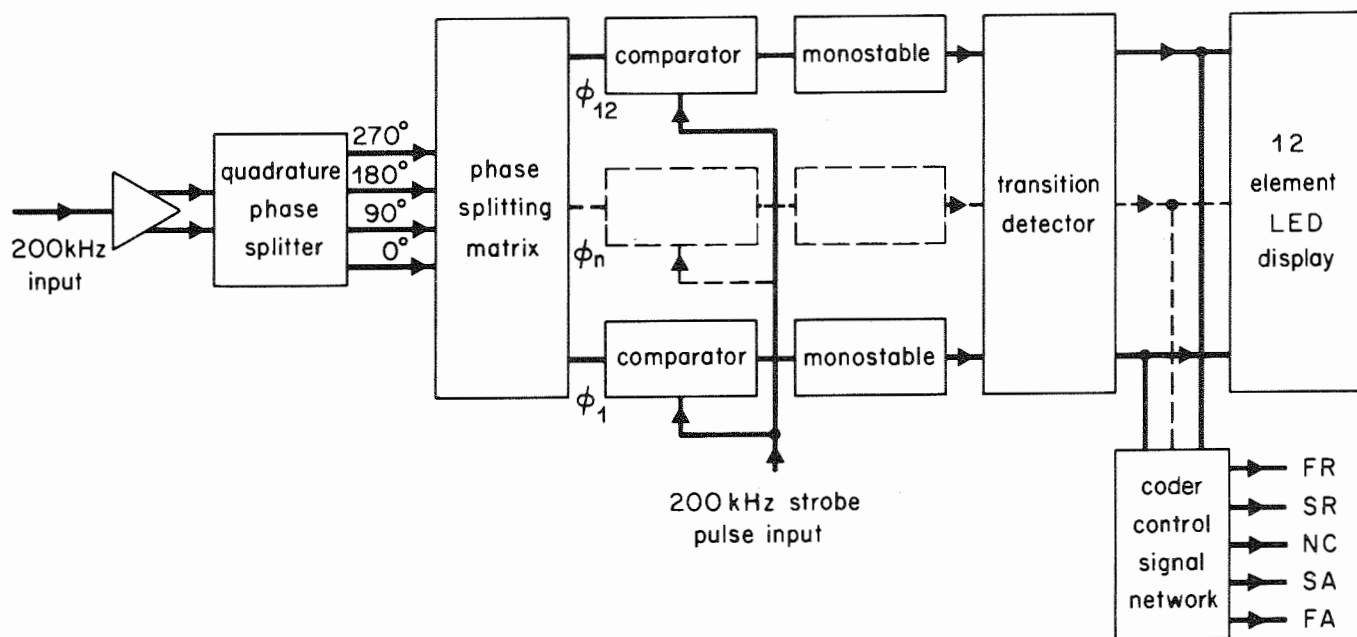 200kHz
input
quadrature
phase
splitter
270°
180°
90°
0°
phase
splitting
matrix
ϕ12
ϕn
ϕ1
comparator
monostable
comparator
monostable
200 kHz strobe
pulse input
transition
detector
12
element
LED
display
coder
control
signal
network
FR
SR
NC
SA
FA